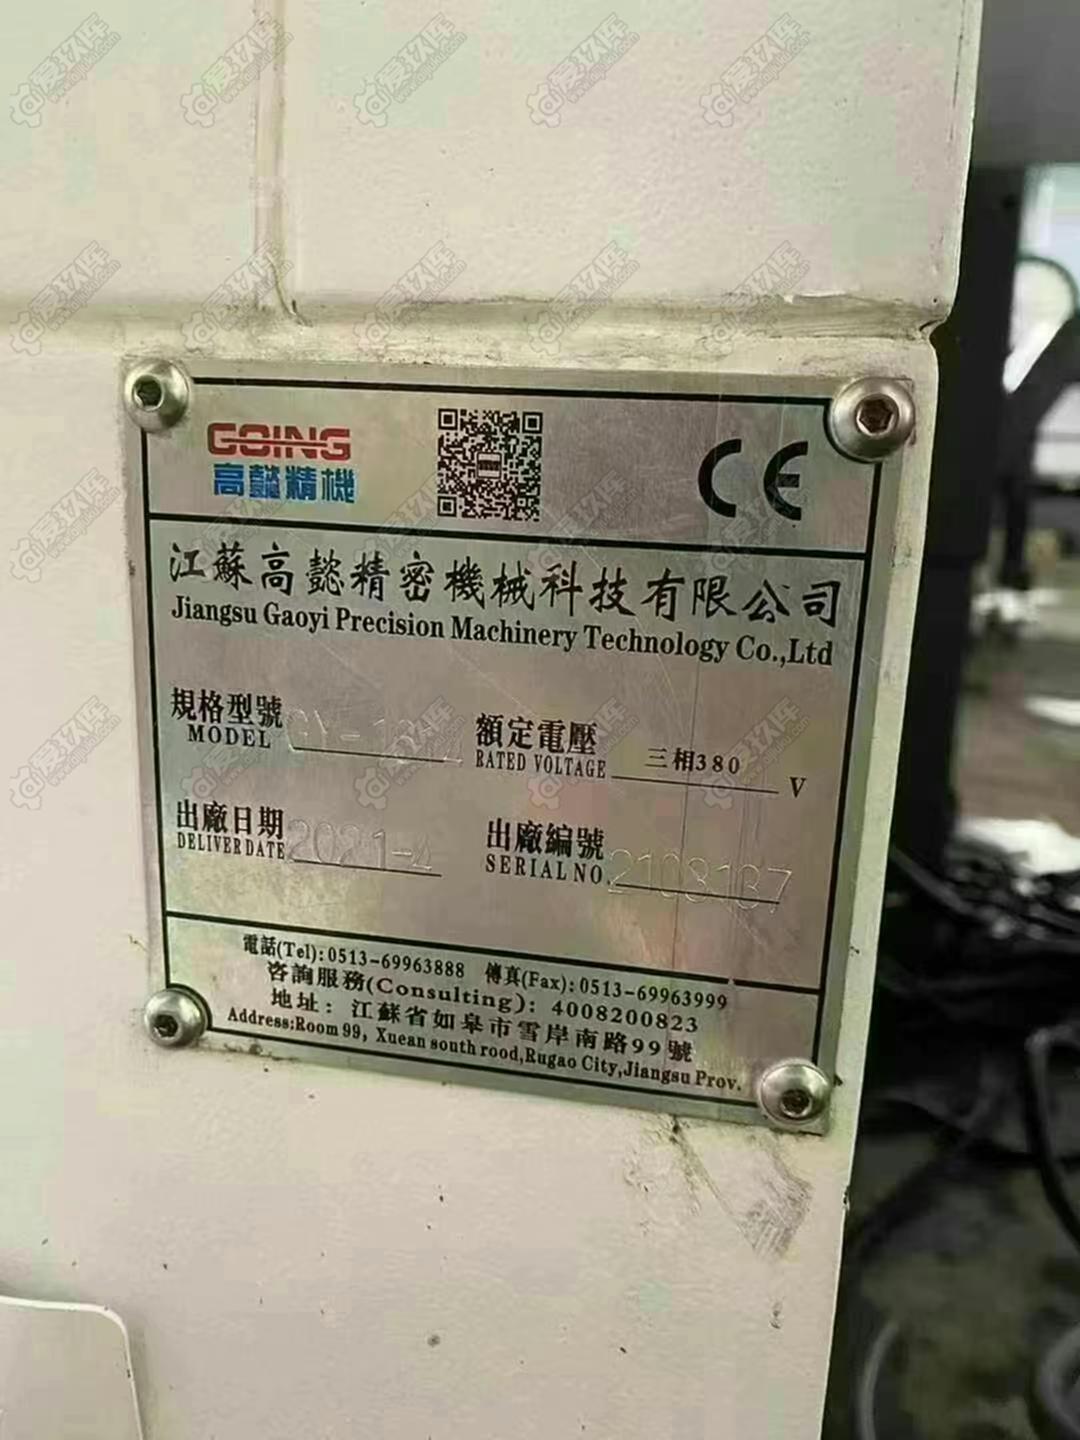 GOING
高懿精機
CE
江蘇高懿精密機械科技有限公司
Jiangsu Gaoyi Precision Machinery Technology Co.,Ltd
規格型號 額定電壓 三相380 V
MODEL RATED VOLTAGE
出廠日期 2021-4 出廠編號 2103137
DELIVERDATE SERIAL NO.
電話(Tel):0513-69963888 傳真(Fax):0513-69963999
咨詢服務(Consulting): 4008200823
地址: 江蘇省如皋市雪岸南路99號
Address:Room 99, Xuean south rood,Rugao City,Jiangsu Prov.